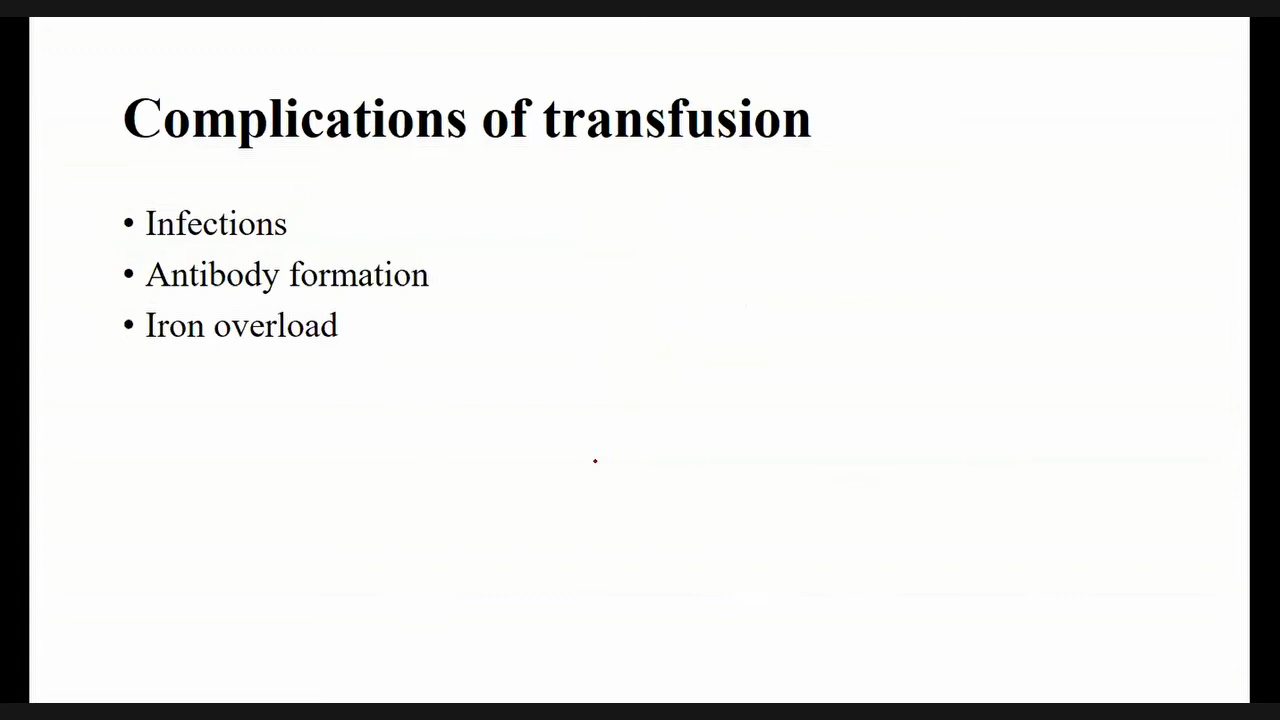 Complications of transfusion
• Infections
• Antibody formation
• Iron overload